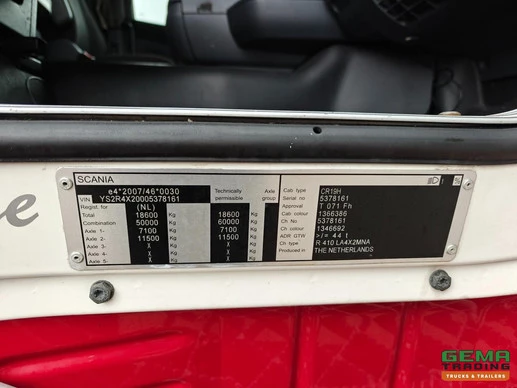 SCANIA
e4*2007/46*0030
VIN YS2R4X20005378161
Regist. for (NL)
Technically permissible
Axle group
Total 18600 Kg 18600 Kg
Combination 50000 Kg 60000 Kg
Axle 1- 7100 Kg 7100 Kg
Axle 2- 11500 Kg 11500 Kg
Axle 3- X Kg X Kg
Axle 4- X Kg X Kg
Axle 5- X Kg X Kg
Cab type CR19H
Serial no 5378161
Approval T 071 Fh
Cab colour 1366386
Ch no 5378161
Ch colour 1346692
ADR GTW >/= 44 t
Ch type R 410 LA4X2MNA
Produced in THE NETHERLANDS
e
GEMA
TRADING
TRUCKS & TRAILERS